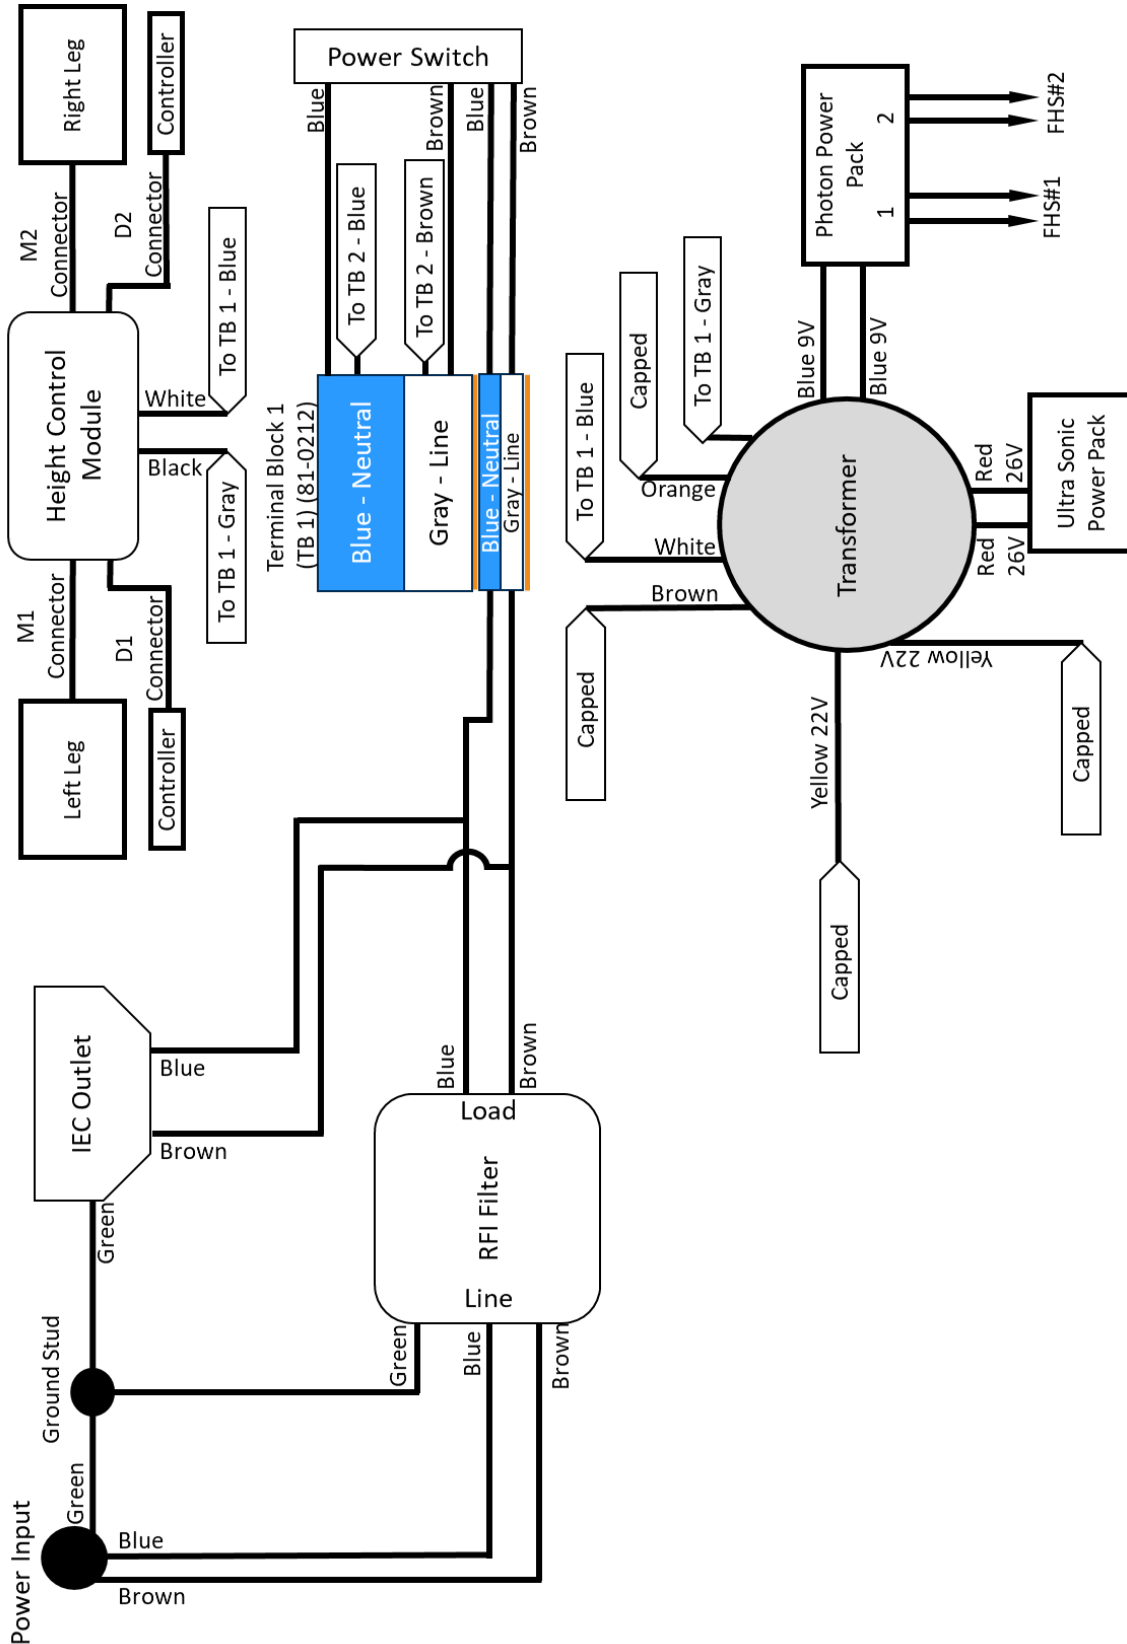 Power Input
Green
Blue
Brown
Ground Stud
Green
IEC Outlet
Blue
Brown
Green
Blue
Brown
Line
RFI Filter
Load
Blue
Brown
Left Leg
M1
Connector
Controller
D1
Connector
Height Control
Module
M2
Connector
Right Leg
D2
Connector
Controller
White
To TB 1 - Blue
Black
To TB 1 - Gray
Terminal Block 1
(TB 1) (81-0212)
Blue - Neutral
Gray - Line
Blue - Neutral
Gray - Line
To TB 2 - Blue
To TB 2 - Brown
Blue
Brown
Blue
Brown
Power Switch
Capped
Brown
To TB 1 - Blue
White
Capped
Orange
To TB 1 - Gray
Transformer
Yellow 22V
Capped
Yellow 22V
Capped
Blue 9V
Blue 9V
Photon Power
Pack
1
2
FHS#1
FHS#2
Red
26V
Red
26V
Ultra Sonic
Power Pack